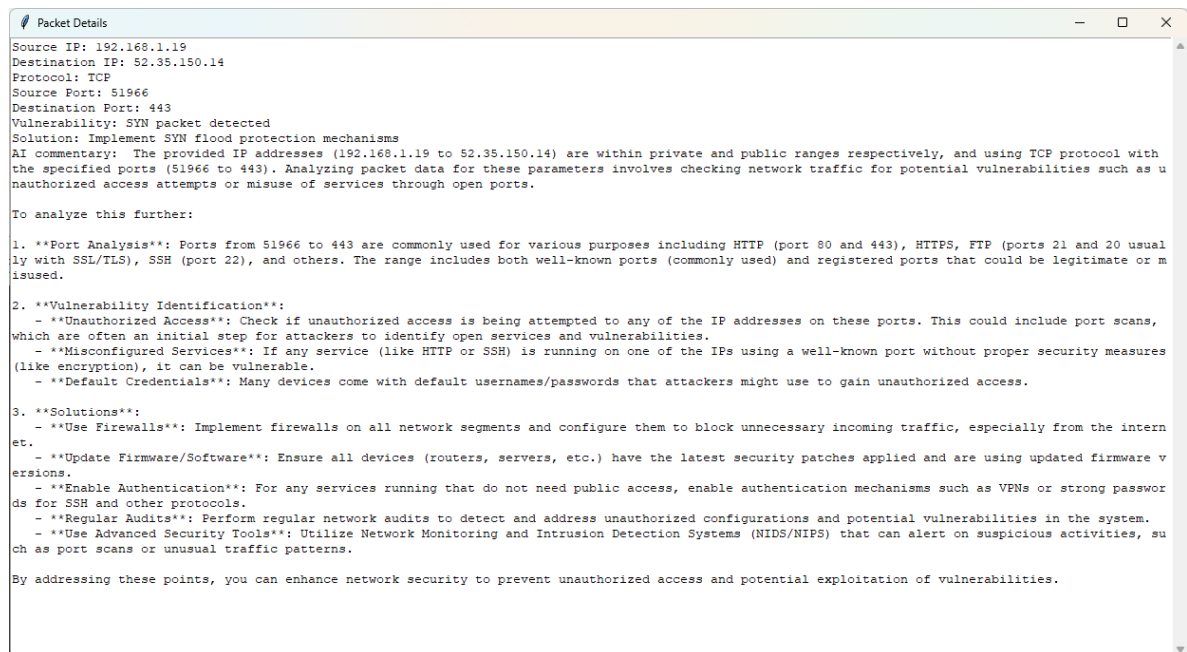 Packet Details
Source IP: 192.168.1.19
Destination IP: 52.35.150.14
Protocol: TCP
Source Port: 51966
Destination Port: 443
Vulnerability: SYN packet detected
Solution: Implement SYN flood protection mechanisms
AI commentary:  The provided IP addresses (192.168.1.19 to 52.35.150.14) are within private and public ranges respectively, and using TCP protocol with
the specified ports (51966 to 443). Analyzing packet data for these parameters involves checking network traffic for potential vulnerabilities such as u
nauthorized access attempts or misuse of services through open ports.

To analyze this further:

1. **Port Analysis**: Ports from 51966 to 443 are commonly used for various purposes including HTTP (port 80 and 443), HTTPS, FTP (ports 21 and 20 usual
ly with SSL/TLS), SSH (port 22), and others. The range includes both well-known ports (commonly used) and registered ports that could be legitimate or m
isused.

2. **Vulnerability Identification**:
   - **Unauthorized Access**: Check if unauthorized access is being attempted to any of the IP addresses on these ports. This could include port scans,
which are often an initial step for attackers to identify open services and vulnerabilities.
   - **Misconfigured Services**: If any service (like HTTP or SSH) is running on one of the IPs using a well-known port without proper security measures
(like encryption), it can be vulnerable.
   - **Default Credentials**: Many devices come with default usernames/passwords that attackers might use to gain unauthorized access.

3. **Solutions**:
   - **Use Firewalls**: Implement firewalls on all network segments and configure them to block unnecessary incoming traffic, especially from the intern
et.
   - **Update Firmware/Software**: Ensure all devices (routers, servers, etc.) have the latest security patches applied and are using updated firmware v
ersions.
   - **Enable Authentication**: For any services running that do not need public access, enable authentication mechanisms such as VPNs or strong passwor
ds for SSH and other protocols.
   - **Regular Audits**: Perform regular network audits to detect and address unauthorized configurations and potential vulnerabilities in the system.
   - **Use Advanced Security Tools**: Utilize Network Monitoring and Intrusion Detection Systems (NIDS/NIPS) that can alert on suspicious activities, su
ch as port scans or unusual traffic patterns.

By addressing these points, you can enhance network security to prevent unauthorized access and potential exploitation of vulnerabilities.